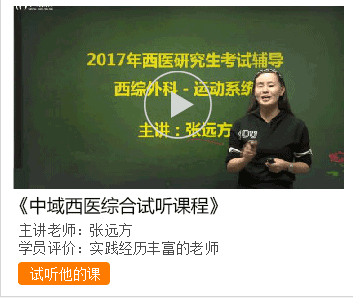 2017年西医研究生考试辅导
西综外科－运动系统
主讲：张远方
《中域西医综合试听课程》
主讲老师：张远方
学员评价：实践经历丰富的老师
试听他的课